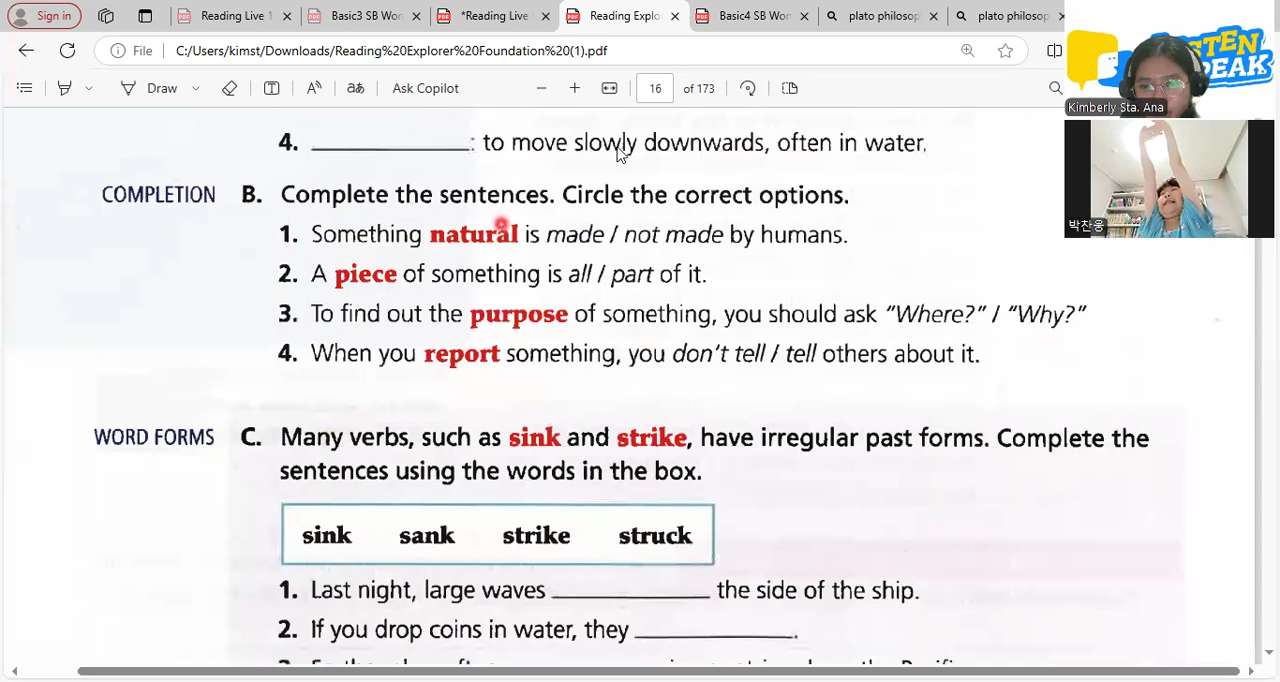 Sign in
Reading Live 1
Basic3 SB Won
*Reading Live
Reading Explo
Basic4 SB Won
plato philosop
plato philosop
File
C:/Users/kimst/Downloads/Reading%20Explorer%20Foundation%20(1).pdf
Draw
Ask Copilot
16 of 173
LISTEN
SPEAK
Kimberly Sta. Ana
박찬웅
4. ____________: to move slowly downwards, often in water.
COMPLETION B. Complete the sentences. Circle the correct options.
1. Something natural is made / not made by humans.
2. A piece of something is all / part of it.
3. To find out the purpose of something, you should ask "Where?" / "Why?"
4. When you report something, you don't tell / tell others about it.
WORD FORMS C. Many verbs, such as sink and strike, have irregular past forms. Complete the
sentences using the words in the box.
sink sank strike struck
1. Last night, large waves ____________ the side of the ship.
2. If you drop coins in water, they ____________.